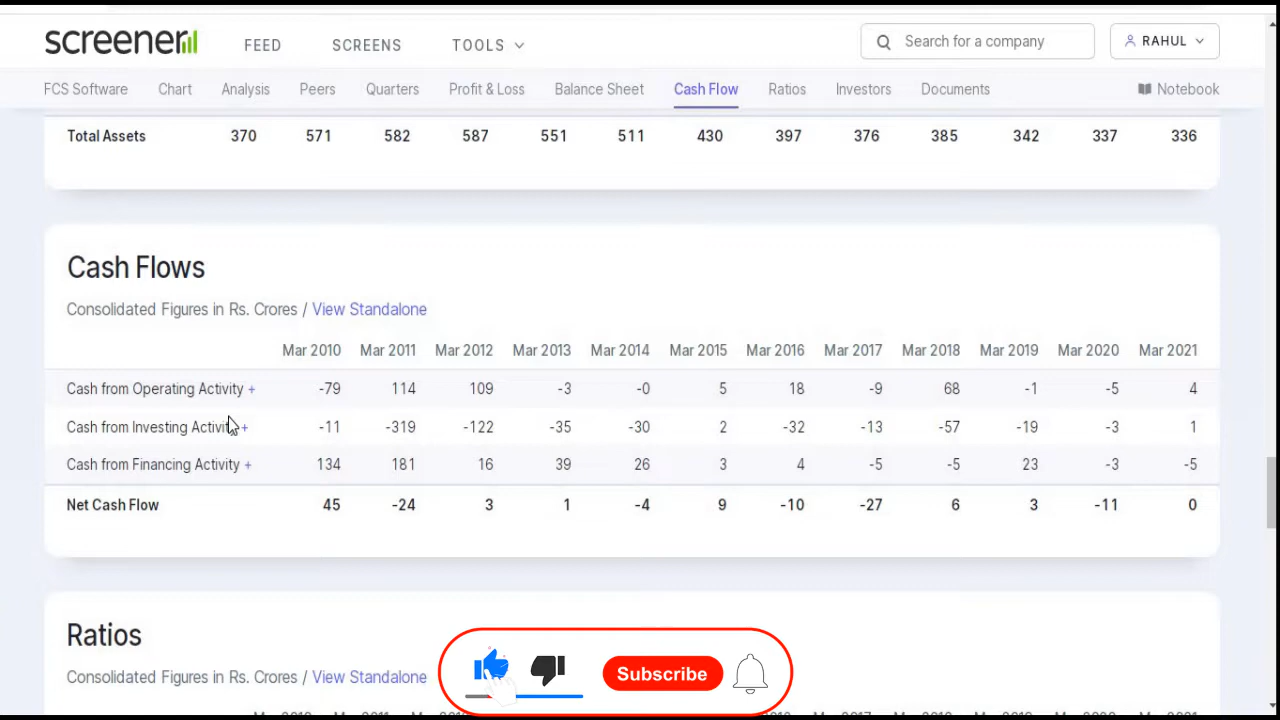 screener
FEED SCREENS TOOLS Search for a company RAHUL
FCS Software Chart Analysis Peers Quarters Profit & Loss Balance Sheet Cash Flow Ratios Investors Documents Notebook
Total Assets 370 571 582 587 551 511 430 397 376 385 342 337 336
Cash Flows
Consolidated Figures in Rs. Crores / View Standalone
Mar 2010 Mar 2011 Mar 2012 Mar 2013 Mar 2014 Mar 2015 Mar 2016 Mar 2017 Mar 2018 Mar 2019 Mar 2020 Mar 2021
Cash from Operating Activity + -79 114 109 -3 -0 5 18 -9 68 -1 -5 4
Cash from Investing Activity + -11 -319 -122 -35 -30 2 -32 -13 -57 -19 -3 1
Cash from Financing Activity + 134 181 16 39 26 3 4 -5 -5 23 -3 -5
Net Cash Flow 45 -24 3 1 -4 9 -10 -27 6 3 -11 0
Ratios
Consolidated Figures in Rs. Crores / View Standalone
Subscribe